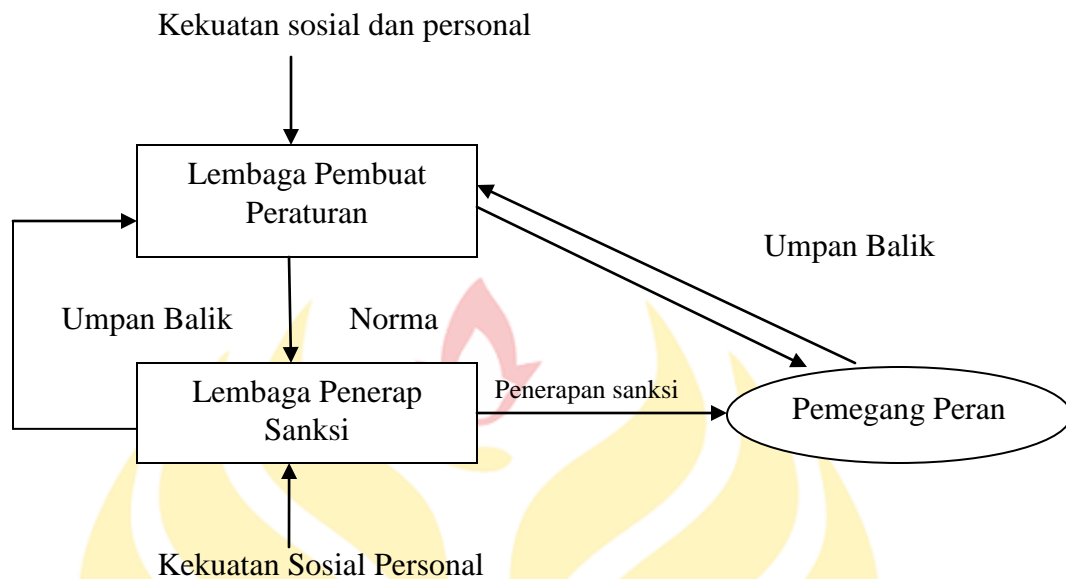 Kekuatan sosial dan personal
Lembaga Pembuat
Peraturan
Umpan Balik
Umpan Balik
Norma
Lembaga Penerap
Sanksi
Penerapan sanksi
Pemegang Peran
Kekuatan Sosial Personal